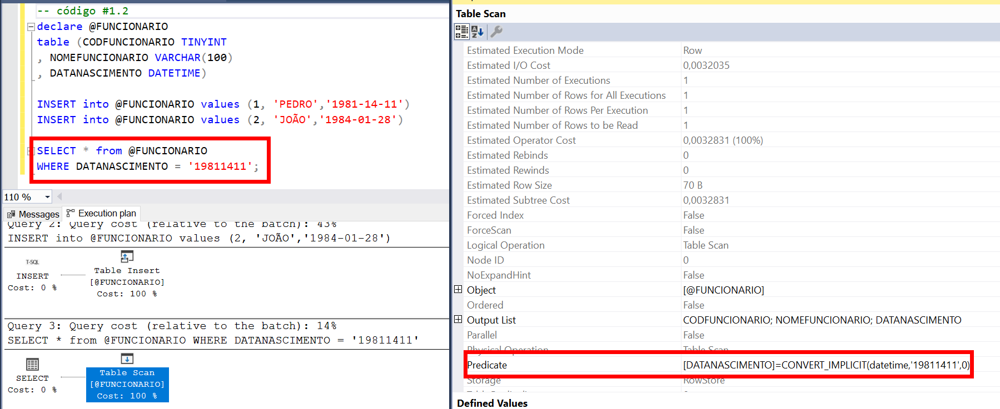 -- código #1.2
declare @FUNCIONARIO
table (CODFUNCIONARIO TINYINT
, NOMEFUNCIONARIO VARCHAR(100)
, DATANASCIMENTO DATETIME)
INSERT into @FUNCIONARIO values (1, 'PEDRO','1981-14-11')
INSERT into @FUNCIONARIO values (2, 'JOÃO','1984-01-28')
SELECT * from @FUNCIONARIO
WHERE DATANASCIMENTO = '19811411';
110 %
Messages Execution plan
Query 2: Query cost (relative to the batch): 43%
INSERT into @FUNCIONARIO values (2, 'JOÃO','1984-01-28')
T-SQL
INSERT
Cost: 0 %
Table Insert
[@FUNCIONARIO]
Cost: 100 %
Query 3: Query cost (relative to the batch): 14%
SELECT * from @FUNCIONARIO WHERE DATANASCIMENTO = '19811411'
SELECT
Cost: 0 %
Table Scan
[@FUNCIONARIO]
Cost: 100 %
Table Scan
Estimated Execution Mode Row
Estimated I/O Cost 0,0032035
Estimated Number of Executions 1
Estimated Number of Rows for All Executions 1
Estimated Number of Rows Per Execution 1
Estimated Number of Rows to be Read 1
Estimated Operator Cost 0,0032831 (100%)
Estimated Rebinds 0
Estimated Rewinds 0
Estimated Row Size 70 B
Estimated Subtree Cost 0,0032831
Forced Index False
ForceScan False
Logical Operation Table Scan
Node ID 0
NoExpandHint False
Object [@FUNCIONARIO]
Ordered False
Output List CODFUNCIONARIO; NOMEFUNCIONARIO; DATANASCIMENTO
Parallel False
Physical Operation Table Scan
Predicate [DATANASCIMENTO]=CONVERT_IMPLICIT(datetime,'19811411',0)
Storage RowStore
Defined Values